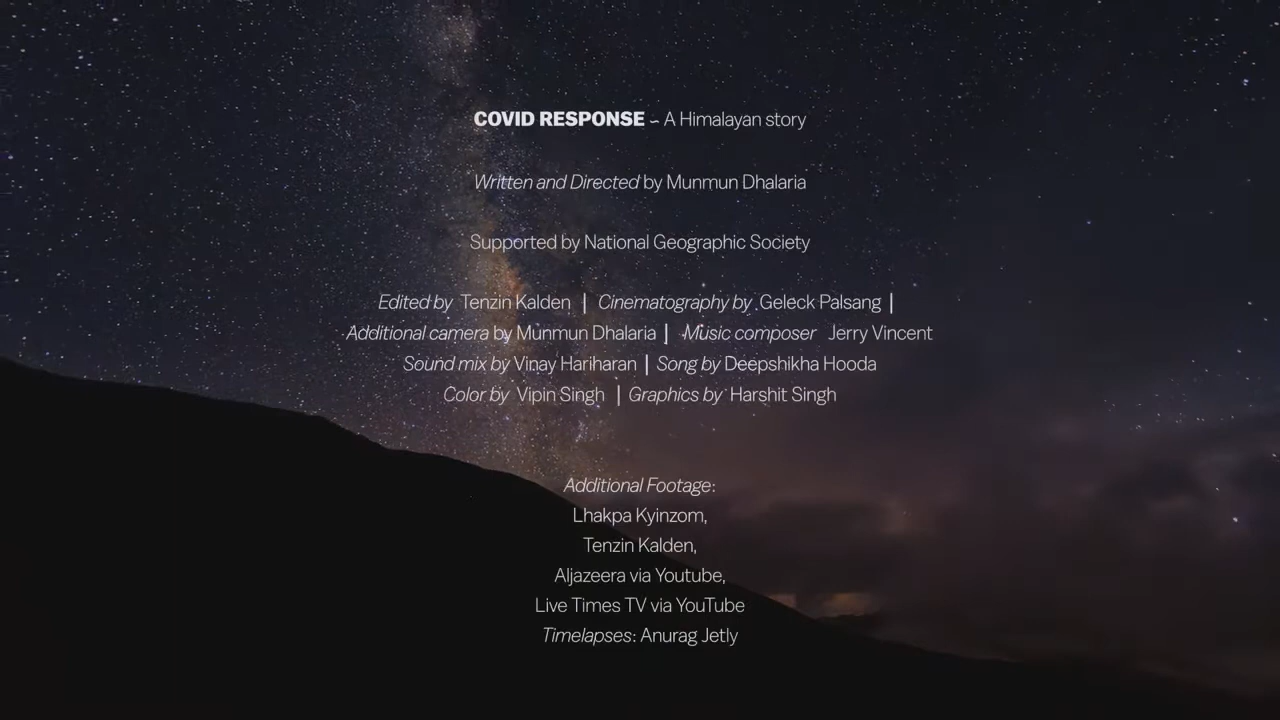 COVID RESPONSE - A Himalayan story
Written and Directed by Munmun Dhalaria
Supported by National Geographic Society
Edited by Tenzin Kalden | Cinematography by Geleck Palsang |
Additional camera by Munmun Dhalaria | Music composer Jerry Vincent
Sound mix by Vinay Hariharan | Song by Deepshikha Hooda
Color by Vipin Singh | Graphics by Harshit Singh
Additional Footage:
Lhakpa Kyinzom,
Tenzin Kalden,
Aljazeera via Youtube,
Live Times TV via YouTube
Timelapses: Anurag Jetly